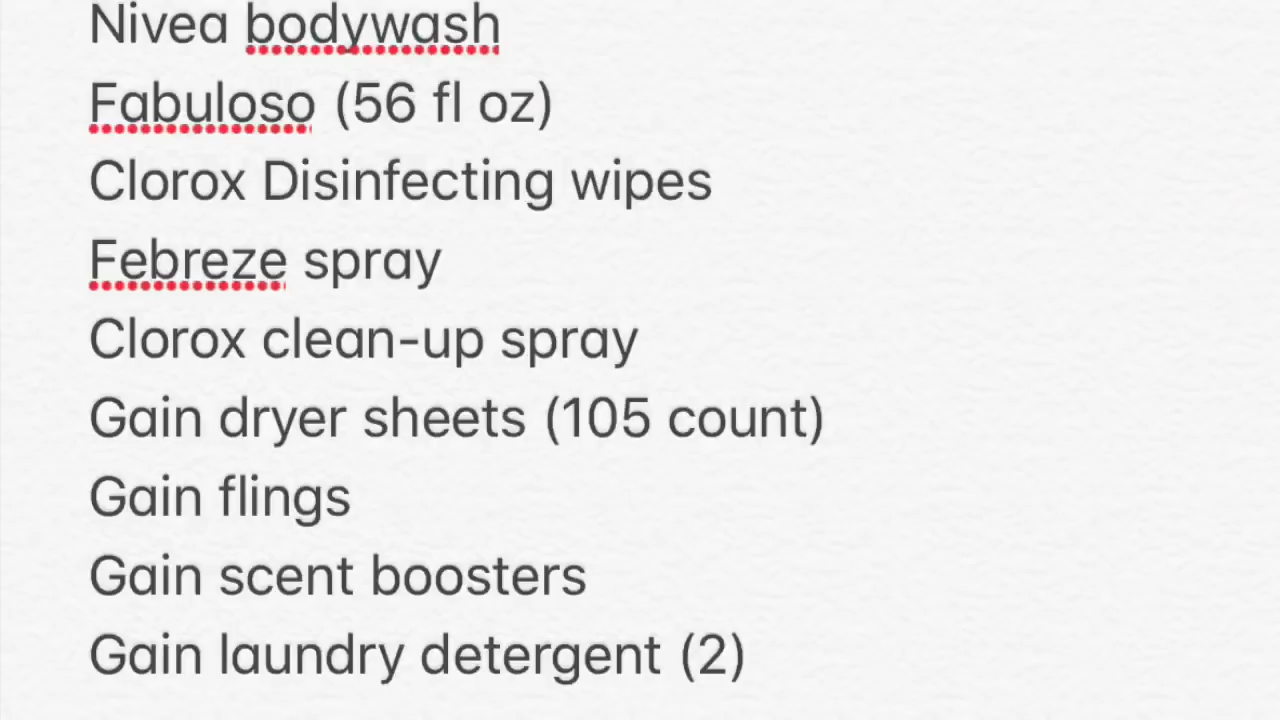 Nivea bodywash
Fabuloso (56 fl oz)
Clorox Disinfecting wipes
Febreze spray
Clorox clean-up spray
Gain dryer sheets (105 count)
Gain flings
Gain scent boosters
Gain laundry detergent (2)